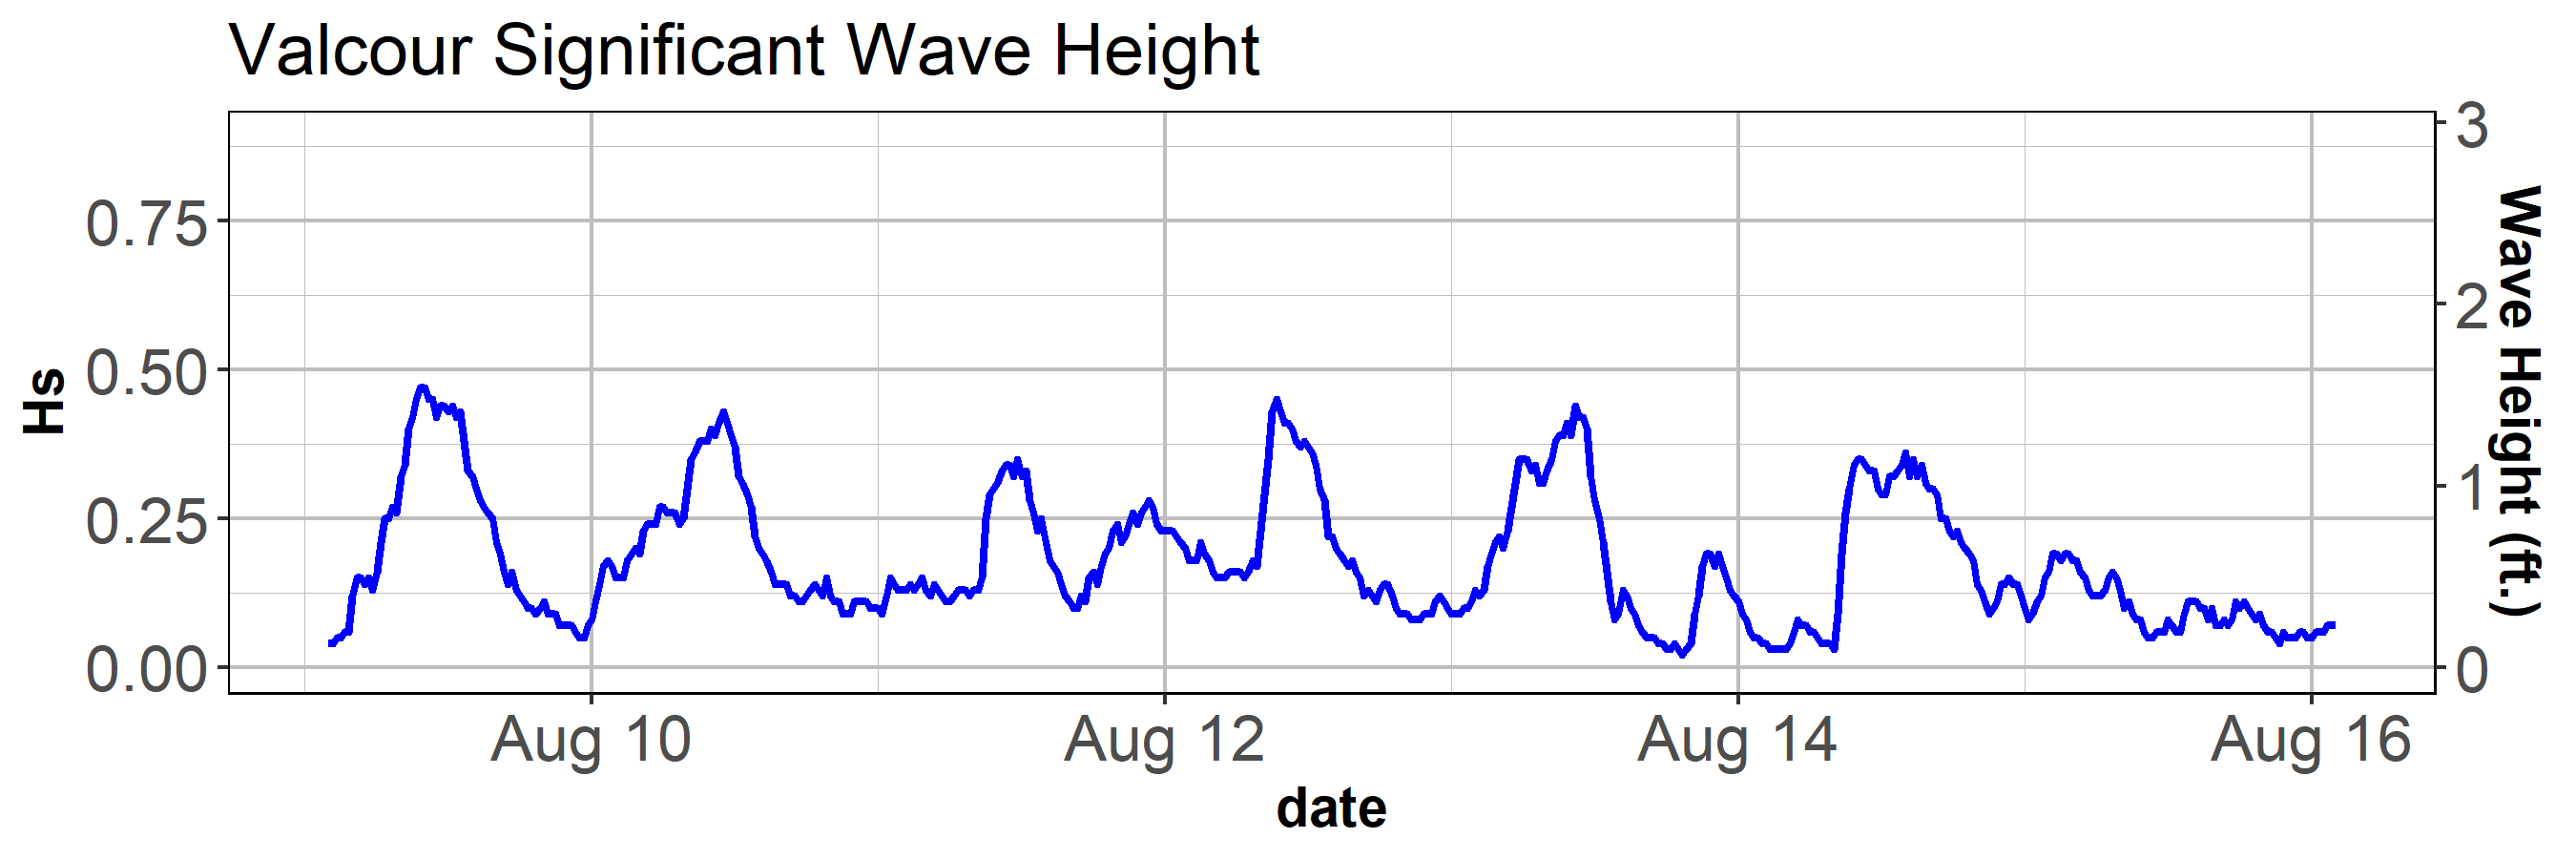 Valcour Significant Wave Height
Hs
0.75
0.50
0.25
0.00
3
2
1
0
Wave Height (ft.)
Aug 10 Aug 12 Aug 14 Aug 16
date